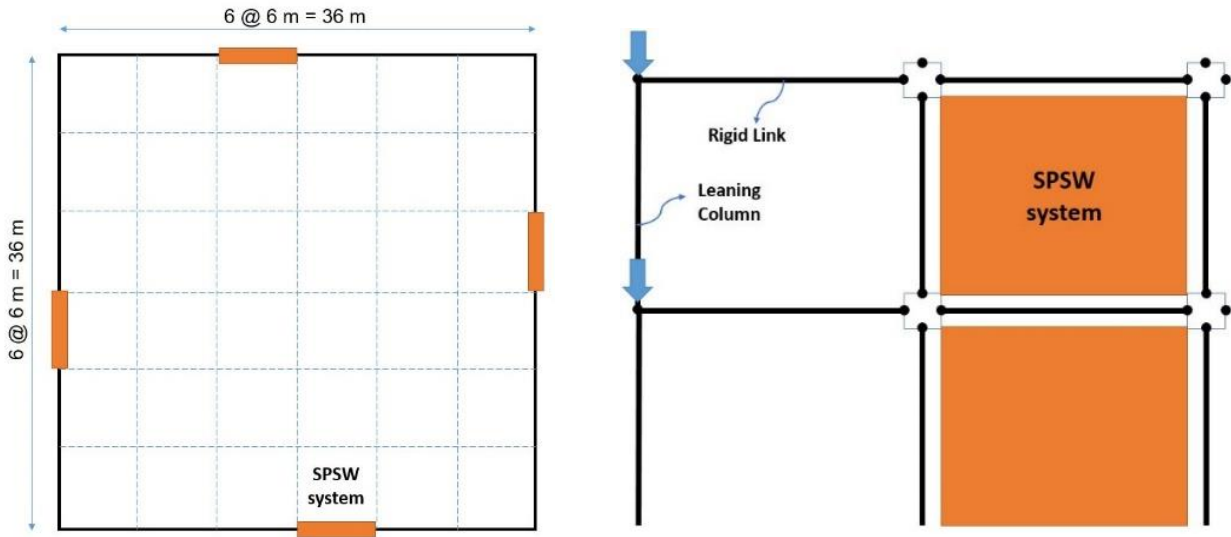 6 @ 6 m = 36 m
6 @ 6 m = 36 m
SPSW
system
Rigid Link
Leaning
Column
SPSW
system